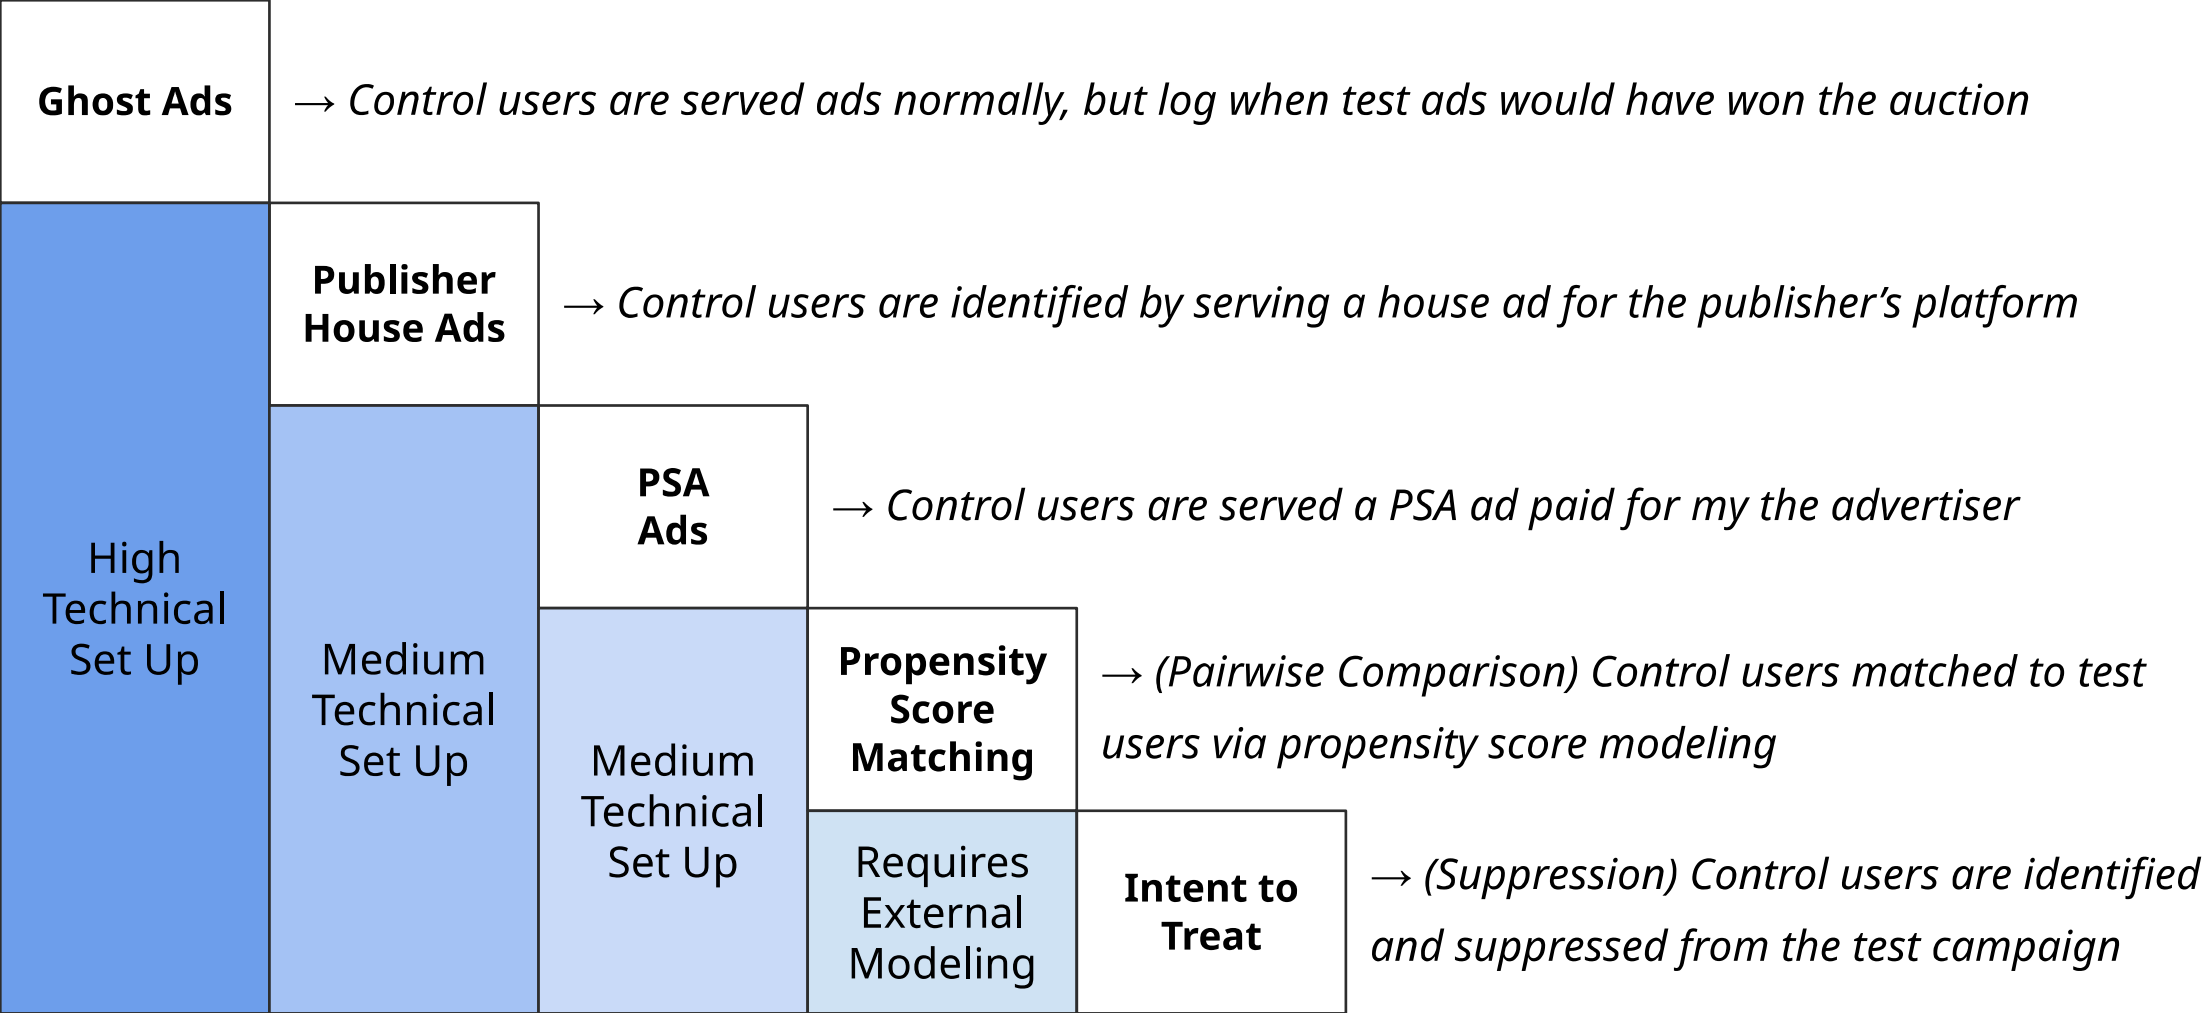 Ghost Ads
→ Control users are served ads normally, but log when test ads would have won the auction
Publisher
House Ads
→ Control users are identified by serving a house ad for the publisher’s platform
PSA
Ads
→ Control users are served a PSA ad paid for my the advertiser
High
Technical
Set Up
Medium
Technical
Set Up
Propensity
Score
Matching
→ (Pairwise Comparison) Control users matched to test
users via propensity score modeling
Medium
Technical
Set Up
Requires
External
Modeling
Intent to
Treat
→ (Suppression) Control users are identified
and suppressed from the test campaign